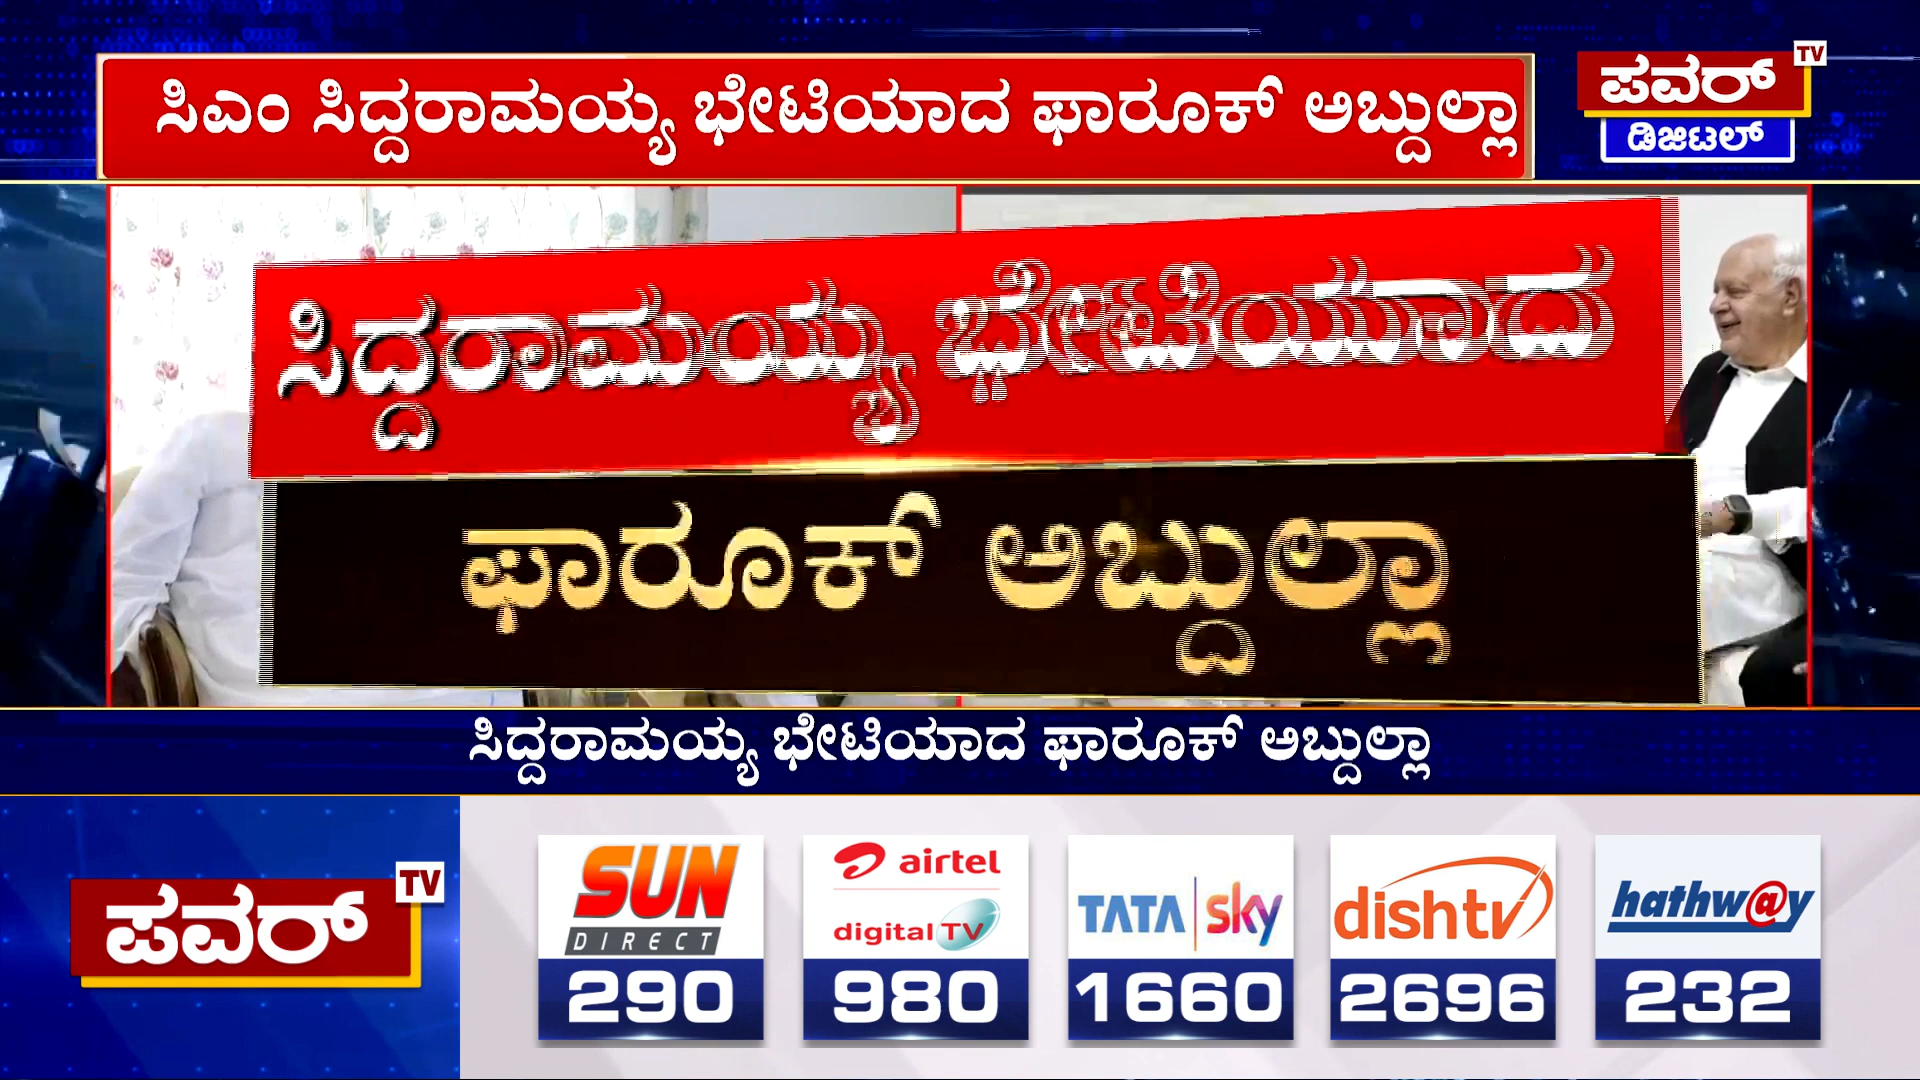 ಸಿಎಂ ಸಿದ್ದರಾಮಯ್ಯ ಭೇಟಿಯಾದ ಫಾರೂಕ್ ಅಬ್ದುಲ್ಲಾ
ಪವರ್ TV
ಡಿಜಿಟಲ್
ಸಿದ್ದರಾಮಯ್ಯ ಭೇಟಿಯಾದ
ಫಾರೂಕ್ ಅಬ್ದುಲ್ಲಾ
ಸಿದ್ದರಾಮಯ್ಯ ಭೇಟಿಯಾದ ಫಾರೂಕ್ ಅಬ್ದುಲ್ಲಾ
ಪವರ್ TV
SUN
DIRECT
290
airtel
digital TV
980
TATA sky
1660
dishtv
2696
hathw@y
232